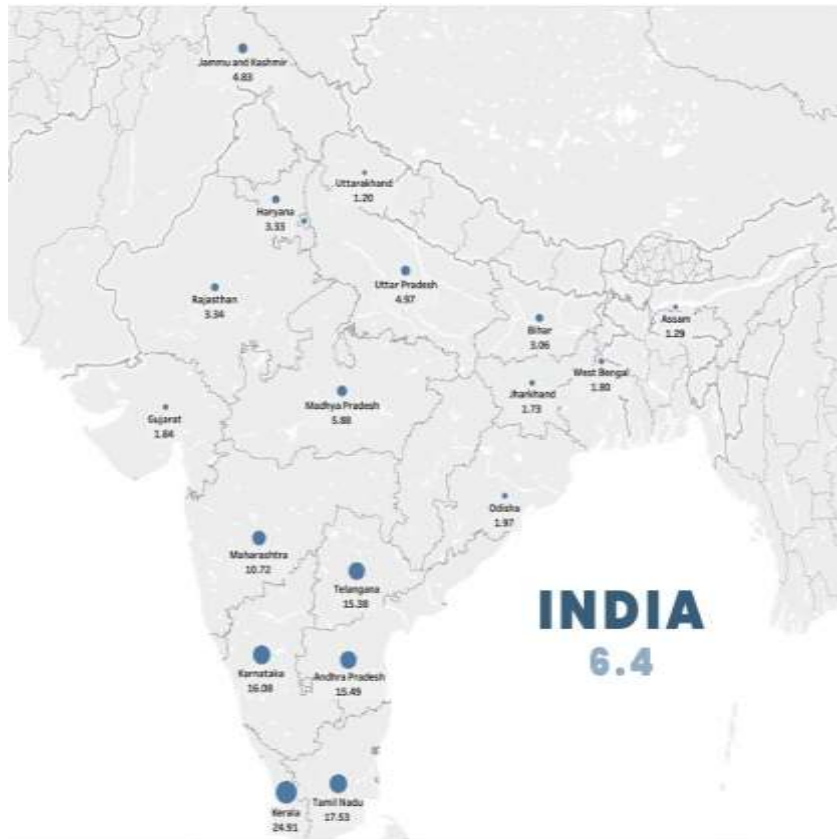 Jammu and Kashmir
4.83
Uttarakhand
1.20
Haryana
3.33
Uttar Pradesh
4.97
Rajasthan
3.34
Bihar
3.06
Assam
1.29
West Bengal
1.80
Jharkhand
1.73
Madhya Pradesh
5.88
Gujarat
1.84
Odisha
1.97
Maharashtra
10.72
Telangana
15.38
INDIA
6.4
Karnataka
16.08
Andhra Pradesh
15.49
Tamil Nadu
17.53
Kerala
24.91